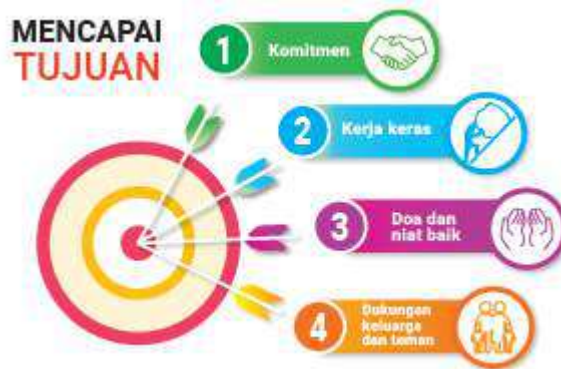 MENCAPAI
TUJUAN
1
Komitmen
2
Kerja keras
3
Doa dan
niat baik
4
Dukungan
keluarga
dan teman